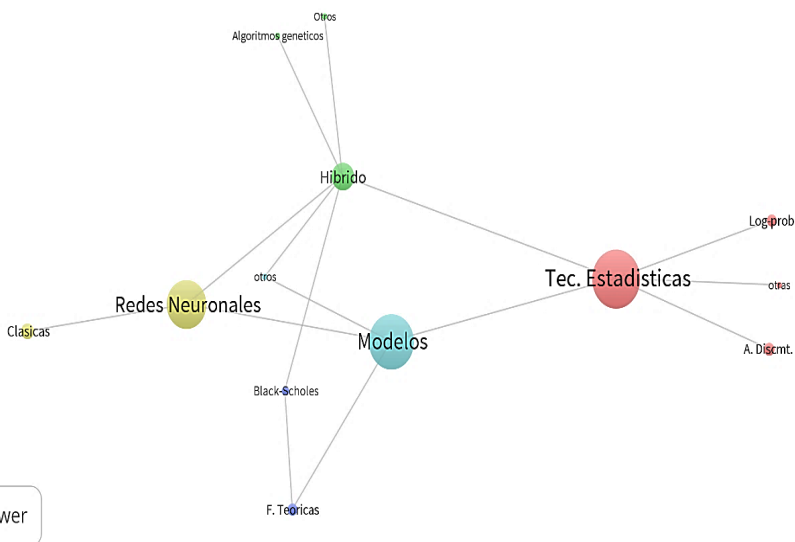 Otros
Algoritmos geneticos
Hibrido
Log-prob
otros
Tec. Estadisticas
otras
Redes Neuronales
Clasicas
Modelos
A. Discmt.
Black-Scholes
F. Teoricas
wer